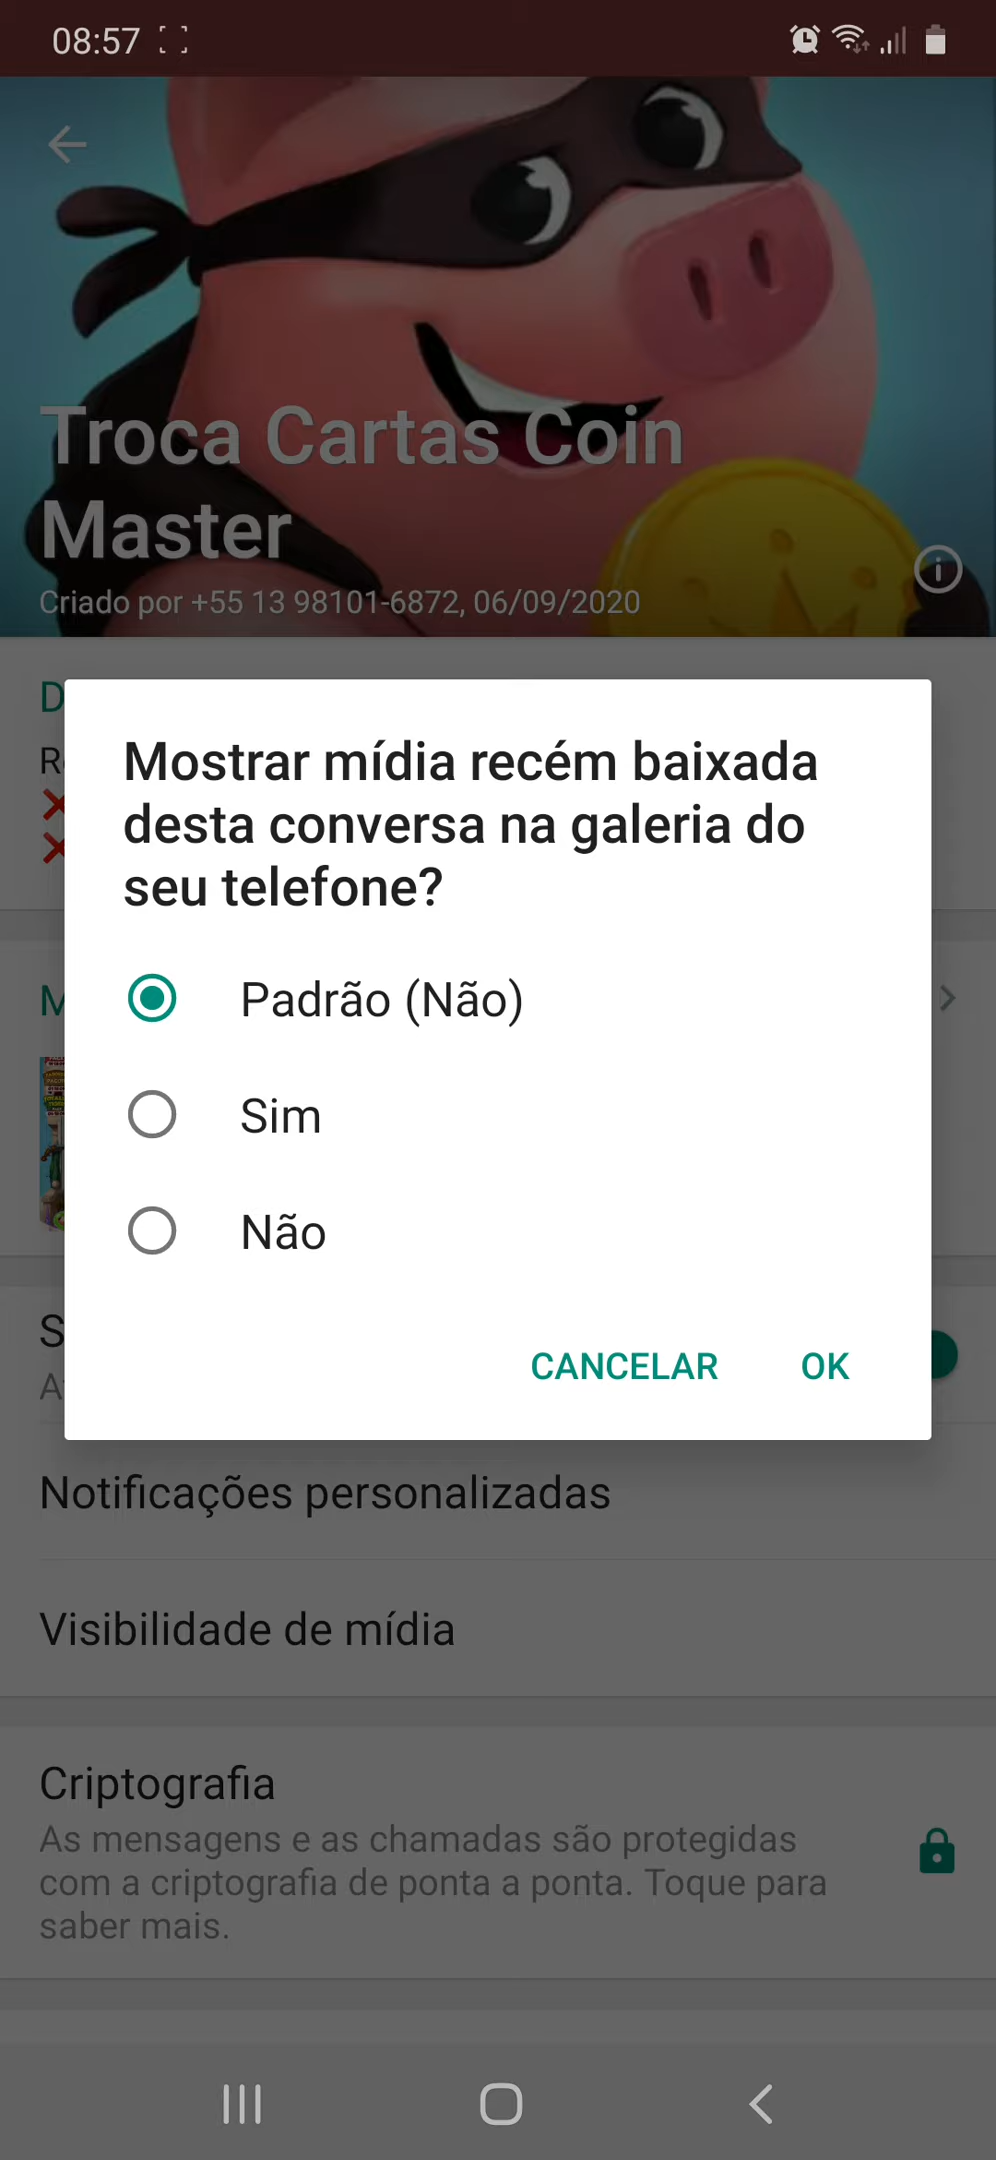 08:57
Troca Cartas Coin
Master
Criado por +55 13 98101-6872, 06/09/2020
Mostrar mídia recém baixada
desta conversa na galeria do
seu telefone?
Padrão (Não)
Sim
Não
CANCELAR OK
Notificações personalizadas
Visibilidade de mídia
Criptografia
As mensagens e as chamadas são protegidas
com a criptografia de ponta a ponta. Toque para
saber mais.